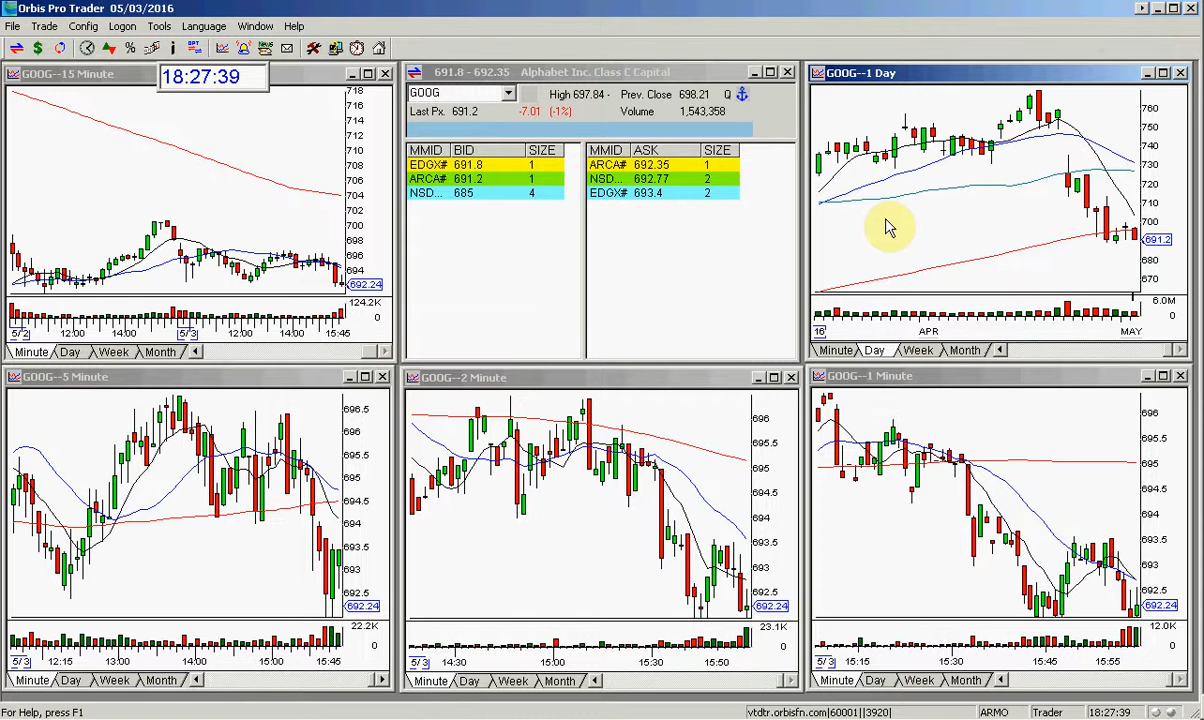 Orbis Pro Trader 05/03/2016
File Trade Config Logon Tools Language Window Help
GOOG--15 Minute
18:27:39
718
716
714
712
710
708
706
704
702
700
698
696
694
692.24
124.2K
0
5/2 12:00 14:00 5/3 12:00 15:45
Minute Day Week Month
691.8 - 692.35 Alphabet Inc. Class C Capital
GOOG High 697.84 - Prev. Close 698.21 Q
Last Px. 691.2 -7.01 (-1%) Volume 1,543,358
MMID BID SIZE MMID ASK SIZE
EDGX# 691.8 1 ARCA# 692.35 1
ARCA# 691.2 1 NSD... 692.77 2
NSD... 685 4 EDGX# 693.4 2
GOOG--1 Day
760
750
740
730
720
710
700
691.2
680
670
6.0M
0
16 APR MAY
Minute Day Week Month
GOOG--5 Minute
696.5
696
695.5
695
694.5
694
693.5
693
692.24
22.2K
0
5/3 12:15 13:00 14:00 15:00 15:45
Minute Day Week Month
GOOG--2 Minute
696
695.5
695
694.5
694
693.5
693
692.24
23.1K
0
5/3 14:30 15:00 15:30 15:50
Minute Day Week Month
GOOG--1 Minute
696
695.5
695
694.5
694
693.5
693
692.24
12.0K
0
5/3 15:15 15:30 15:45 15:55
Minute Day Week Month
For Help, press F1 vtdtr.orbisfn.com|60001||3920| ARMO Trader 18:27:39